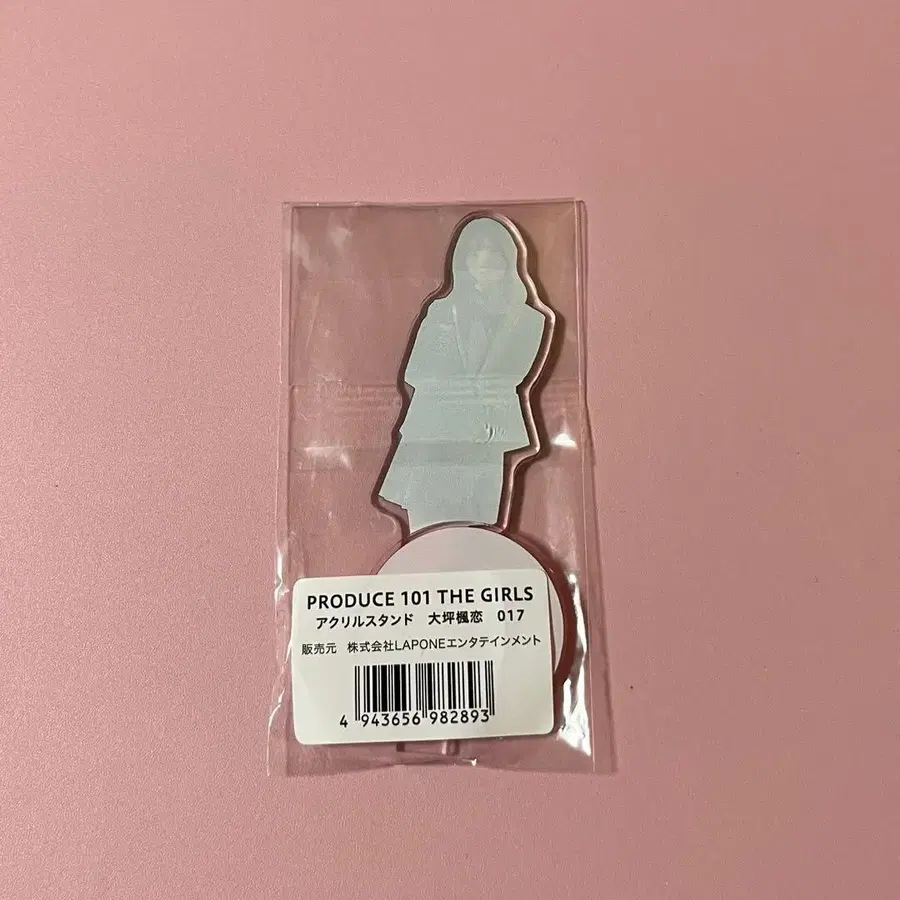 PRODUCE 101 THE GIRLS
アクリルスタンド 大坪楓恋 017
販売元 株式会社LAPONEエンタテインメント
4 943656 982893